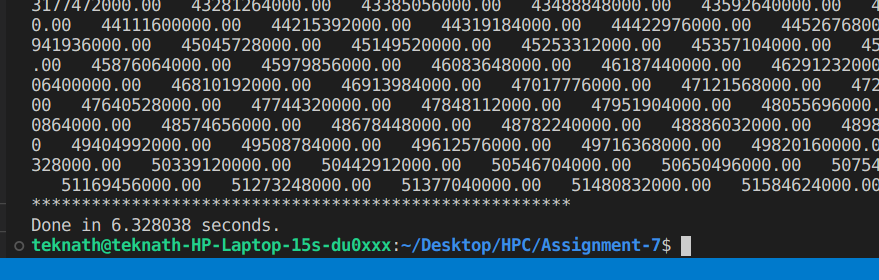 3177472000.00   43281264000.00   43385056000.00   43488848000.00   43592640000.00
0.00   44111600000.00   44215392000.00   44319184000.00   44422976000.00   4452676800
941936000.00   45045728000.00   45149520000.00   45253312000.00   45357104000.00   45
.00   45876064000.00   45979856000.00   46083648000.00   46187440000.00   46291232000
06400000.00   46810192000.00   46913984000.00   47017776000.00   47121568000.00   472
00   47640528000.00   47744320000.00   47848112000.00   47951904000.00   48055696000.
0864000.00   48574656000.00   48678448000.00   48782240000.00   48886032000.00   4898
0   49404992000.00   49508784000.00   49612576000.00   49716368000.00   49820160000.0
328000.00   50339120000.00   50442912000.00   50546704000.00   50650496000.00   50754
51169456000.00   51273248000.00   51377040000.00   51480832000.00   51584624000.00
******************************************************
Done in 6.328038 seconds.
teknath@teknath-HP-Laptop-15s-du0xxx:~/Desktop/HPC/Assignment-7$